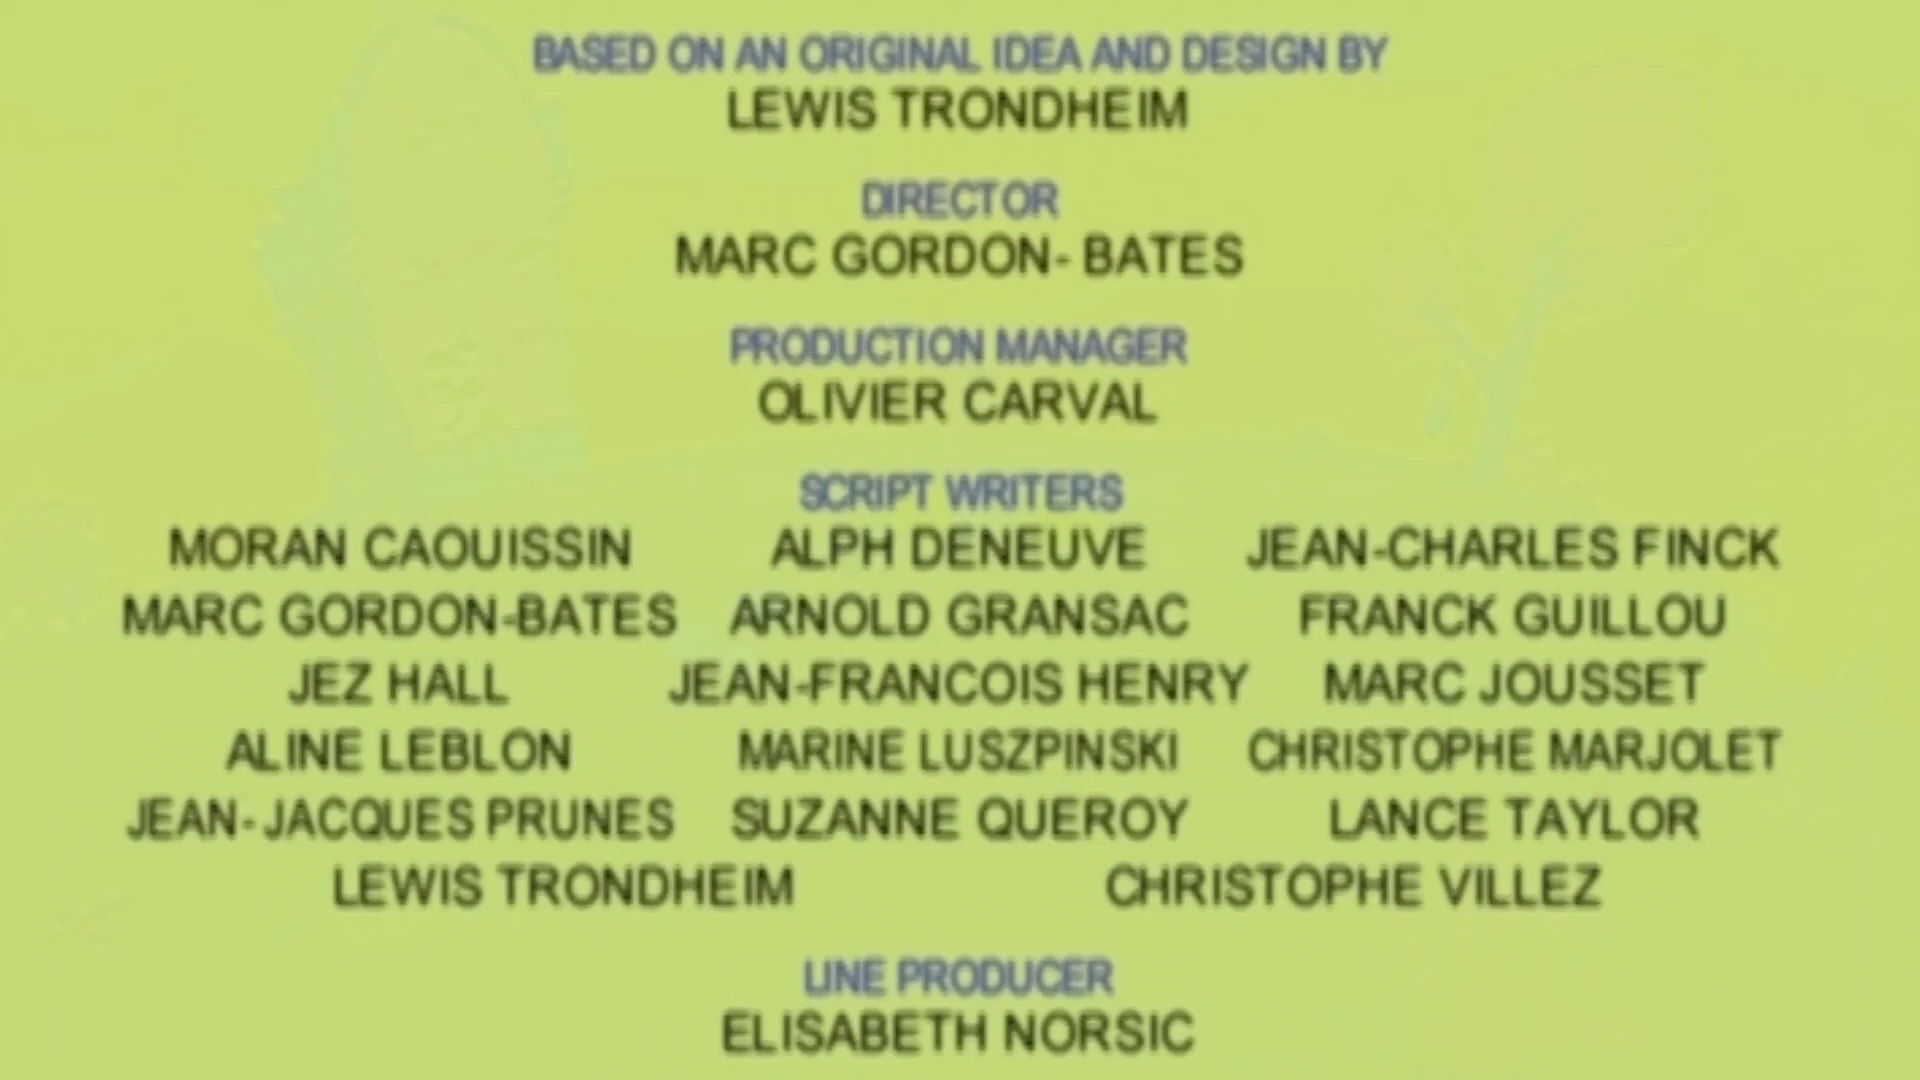 BASED ON AN ORIGINAL IDEA AND DESIGN BY
LEWIS TRONDHEIM
DIRECTOR
MARC GORDON- BATES
PRODUCTION MANAGER
OLIVIER CARVAL
SCRIPT WRITERS
MORAN CAOUISSIN ALPH DENEUVE JEAN-CHARLES FINCK
MARC GORDON-BATES ARNOLD GRANSAC FRANCK GUILLOU
JEZ HALL JEAN-FRANCOIS HENRY MARC JOUSSET
ALINE LEBLON MARINE LUSZPINSKI CHRISTOPHE MARJOLET
JEAN-JACQUES PRUNES SUZANNE QUEROY LANCE TAYLOR
LEWIS TRONDHEIM CHRISTOPHE VILLEZ
LINE PRODUCER
ELISABETH NORSIC